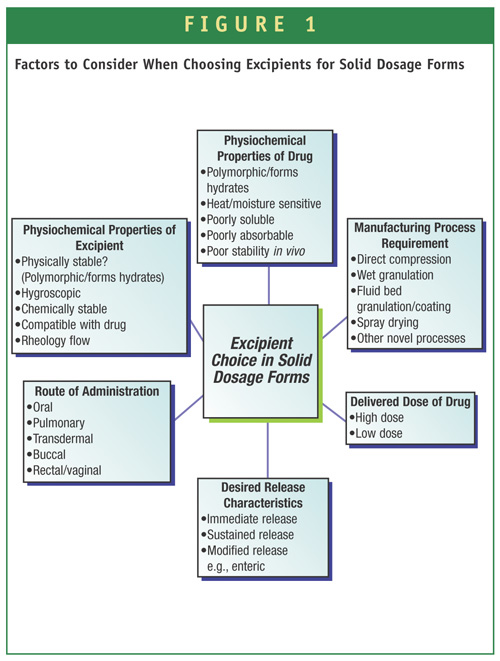 FIGURE 1
Factors to Consider When Choosing Excipients for Solid Dosage Forms
Physiochemical
Properties of Drug
•Polymorphic/forms
hydrates
•Heat/moisture sensitive
•Poorly soluble
•Poorly absorbable
•Poor stability in vivo
Physiochemical Properties of
Excipient
•Physically stable?
(Polymorphic/forms hydrates)
•Hygroscopic
•Chemically stable
•Compatible with drug
•Rheology flow
Manufacturing Process
Requirement
•Direct compression
•Wet granulation
•Fluid bed
granulation/coating
•Spray drying
•Other novel processes
Excipient
Choice in Solid
Dosage Forms
Route of Administration
•Oral
•Pulmonary
•Transdermal
•Buccal
•Rectal/vaginal
Delivered Dose of Drug
•High dose
•Low dose
Desired Release
Characteristics
•Immediate release
•Sustained release
•Modified release
e.g., enteric